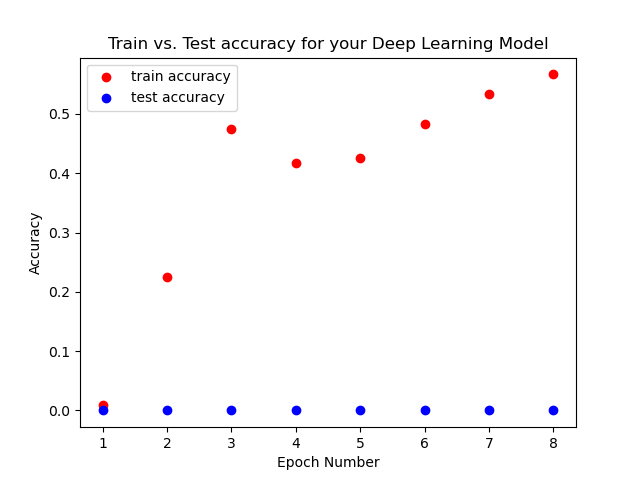 Train vs. Test accuracy for your Deep Learning Model
train accuracy
test accuracy
0.5
0.4
0.3
0.2
0.1
0.0
Accuracy
1 2 3 4 5 6 7 8
Epoch Number